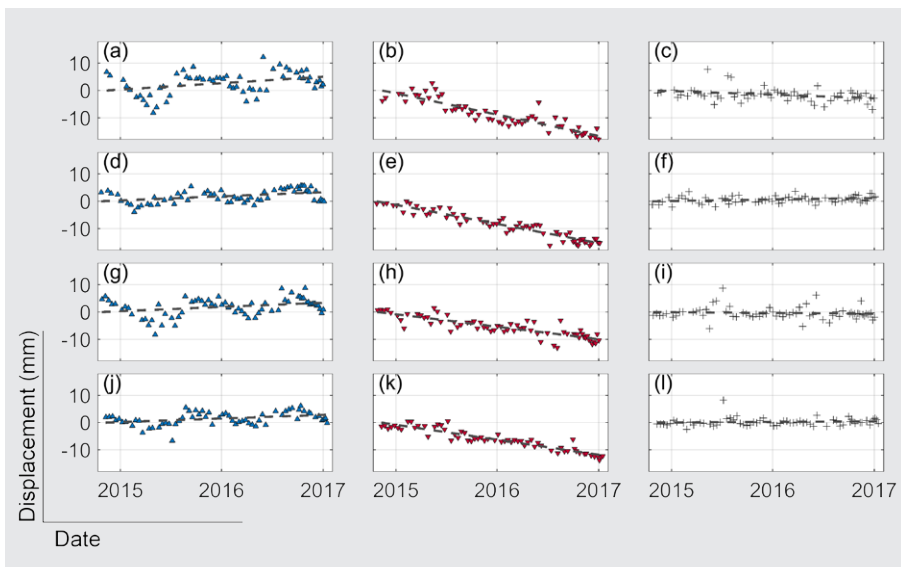 (a) (b) (c)
10
0
-10
(d) (e) (f)
10
0
-10
(g) (h) (i)
10
0
-10
(j) (k) (l)
10
0
-10
2015 2016 2017 2015 2016 2017 2015 2016 2017
Displacement (mm)
Date